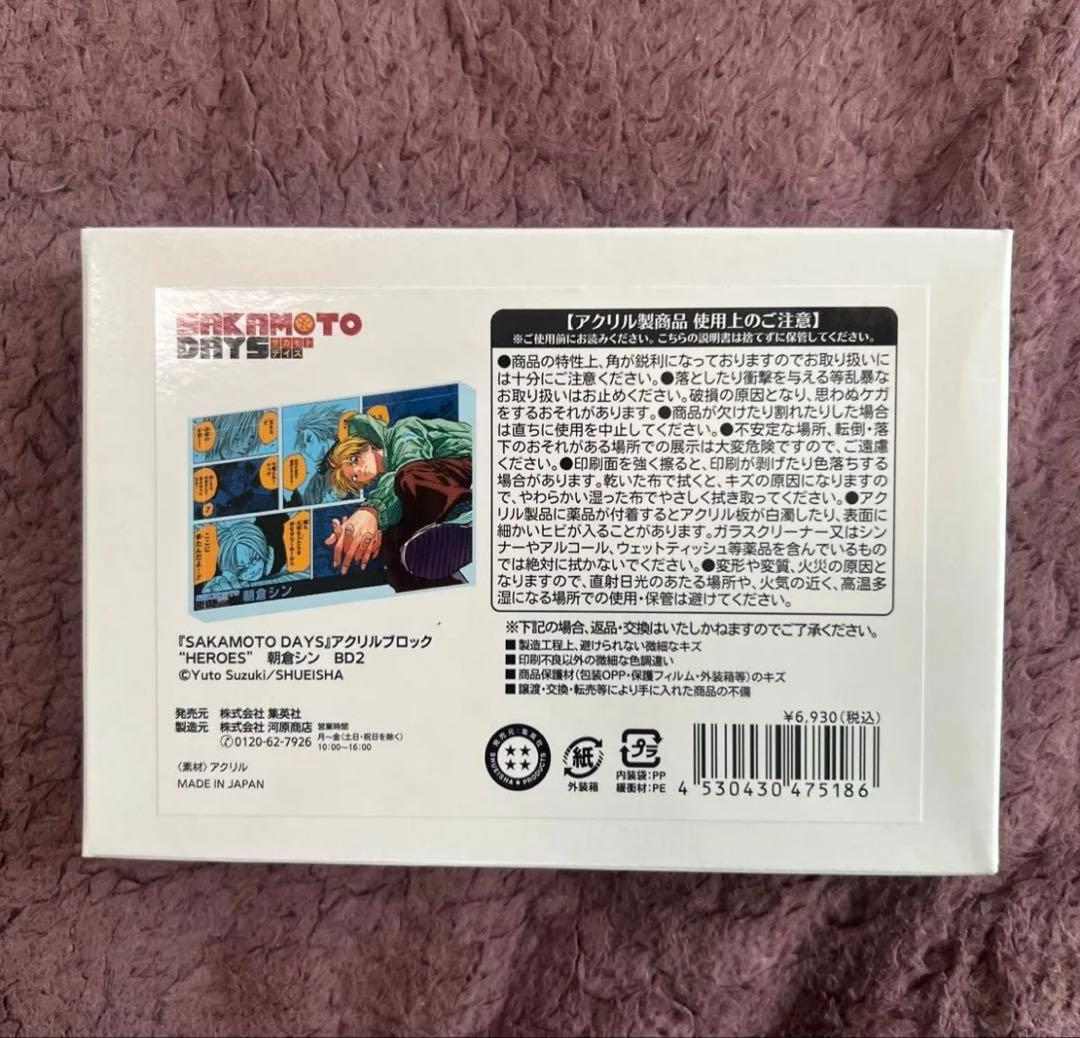 SAKAMOTO
DAYS サカモト
デイズ
朝倉シン
『SAKAMOTO DAYS』アクリルブロック
“HEROES” 朝倉シン BD2
©Yuto Suzuki/SHUEISHA
発売元 株式会社 集英社
製造元 株式会社 河原商店
✆0120-62-7926
営業時間
月〜金(土日・祝日を除く)
10:00〜16:00
〈素材〉アクリル
MADE IN JAPAN
【アクリル製商品 使用上のご注意】
※ご使用前にお読みください。こちらの説明書は捨てずに保管してください。
●商品の特性上、角が鋭利になっておりますのでお取り扱いに
は十分にご注意ください。●落としたり衝撃を与える等乱暴な
お取り扱いはお止めください。破損の原因となり、思わぬケガ
をするおそれがあります。●商品が欠けたり割れたりした場合
は直ちに使用を中止してください。●不安定な場所、転倒・落
下のおそれがある場所での展示は大変危険ですので、ご遠慮
ください。●印刷面を強く擦ると、印刷が剥げたり色落ちする
場合があります。乾いた布で拭くと、キズの原因になりますの
で、やわらかい湿った布でやさしく拭き取ってください。●アク
リル製品に薬品が付着するとアクリル板が白濁したり、表面に
細かいヒビが入ることがあります。ガラスクリーナー又はシン
ナーやアルコール、ウェットティッシュ等薬品を含んでいるもの
では絶対に拭かないでください。●変形や変質、火災の原因と
なりますので、直射日光のあたる場所や、火気の近く、高温多
湿になる場所での使用・保管は避けてください。
※下記の場合、返品・交換はいたしかねますのでご了承ください。
■製造工程上、避けられない微細なキズ
■印刷不良以外の微細な色調違い
■商品保護材(包装OPP・保護フィルム・外装箱等)のキズ
■譲渡・交換・転売等により手に入れた商品の不備
¥6,930(税込)
発売元:集英社
SHUEISHA★PRODUCTS
紙
外装箱
プラ
内装袋:PP
緩衝材:PE
4 530430 475186